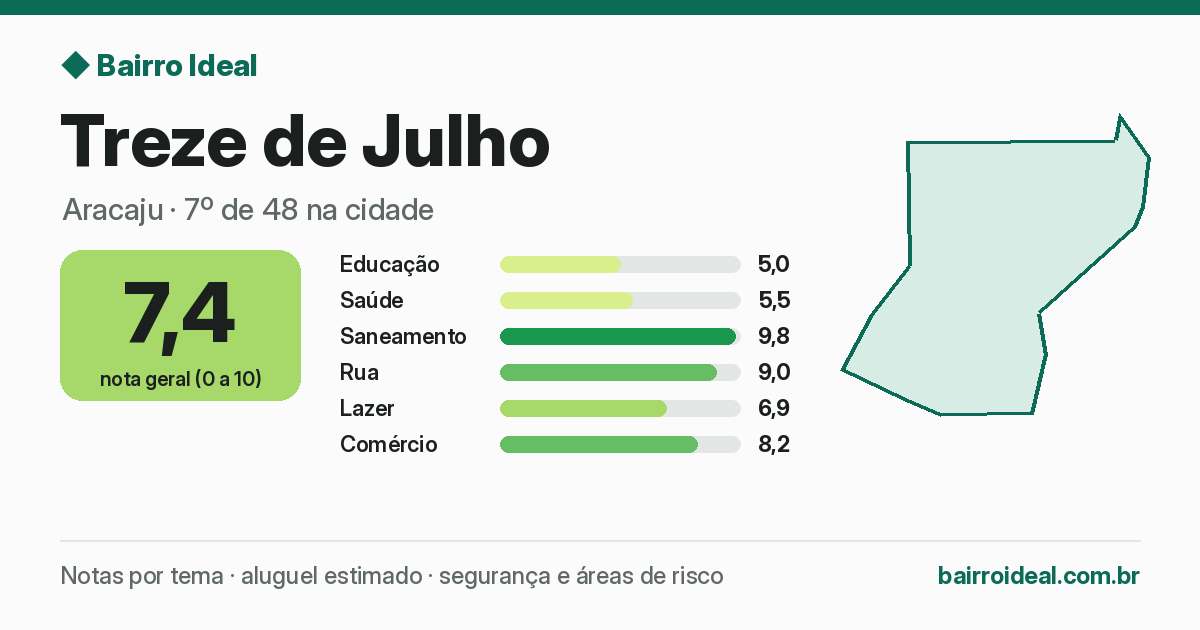 Bairro Ideal
Treze de Julho
Aracaju · 7º de 48 na cidade
7,4
nota geral (0 a 10)
Educação 5,0
Saúde 5,5
Saneamento 9,8
Rua 9,0
Lazer 6,9
Comércio 8,2
Notas por tema · aluguel estimado · segurança e áreas de risco
bairroideal.com.br